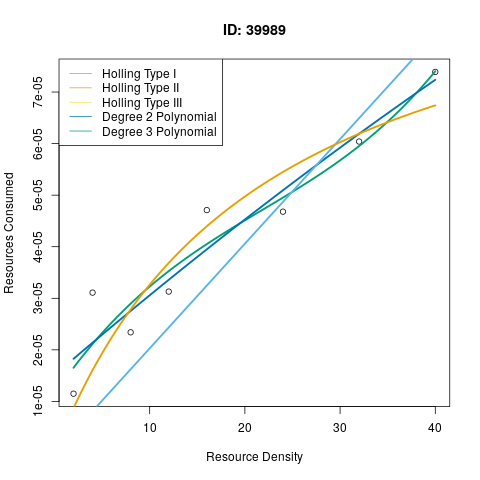 ID: 39989
Holling Type I
Holling Type II
Holling Type III
Degree 2 Polynomial
Degree 3 Polynomial
Resources Consumed
7e-05
6e-05
5e-05
4e-05
3e-05
2e-05
1e-05
10 20 30 40
Resource Density